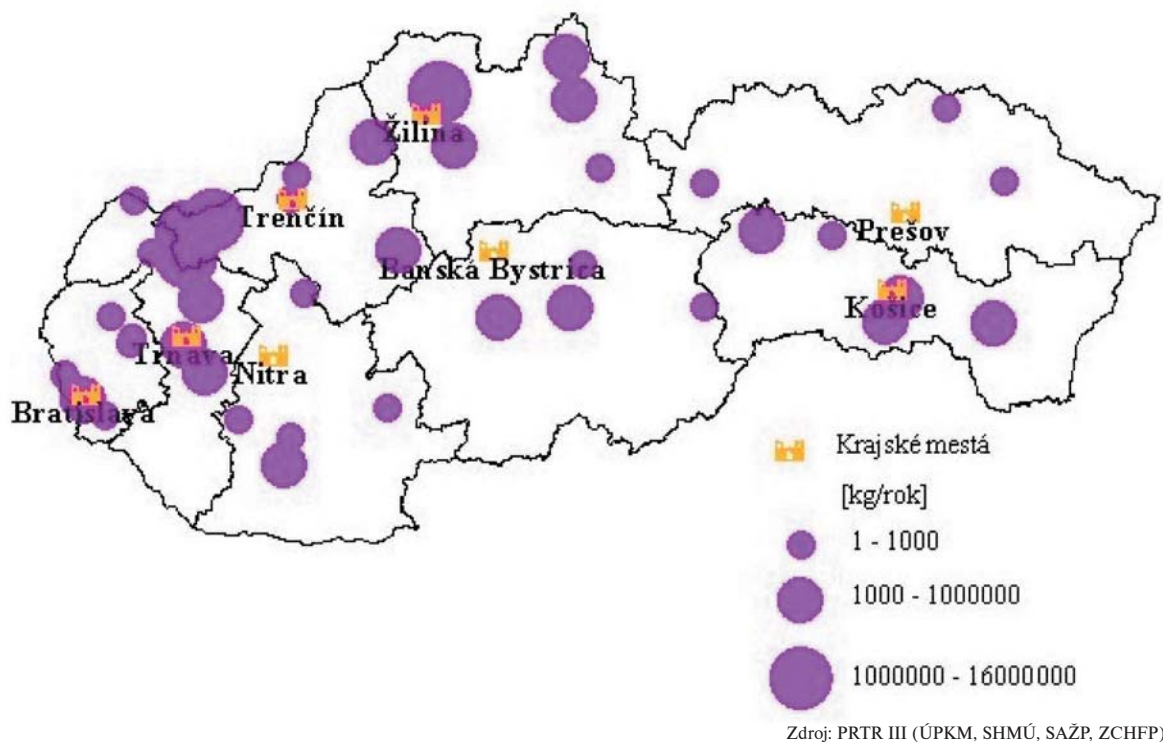 Žilina
Trenčín
Prešov
Banská Bystrica
Košice
Trnava
Nitra
Bratislava
Krajské mestá
[kg/rok]
1 - 1000
1000 - 1000000
1000000 - 16000000
Zdroj: PRTR III (ÚPKM, SHMÚ, SAŽP, ZCHFP)